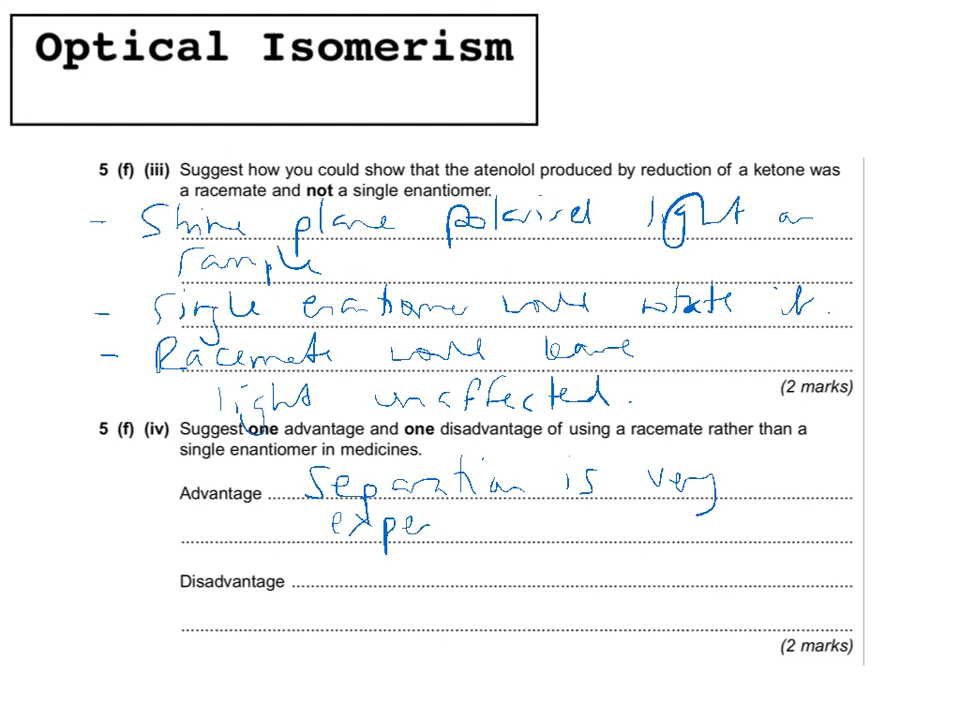 Optical Isomerism
5 (f) (iii) Suggest how you could show that the atenolol produced by reduction of a ketone was
a racemate and not a single enantiomer.
- Shine plane polarised light on
sample
- Single enantiomer would rotate it.
- Racemate would leave
light unaffected.
(2 marks)
5 (f) (iv) Suggest one advantage and one disadvantage of using a racemate rather than a
single enantiomer in medicines.
Advantage Separation is very
expe
Disadvantage
(2 marks)